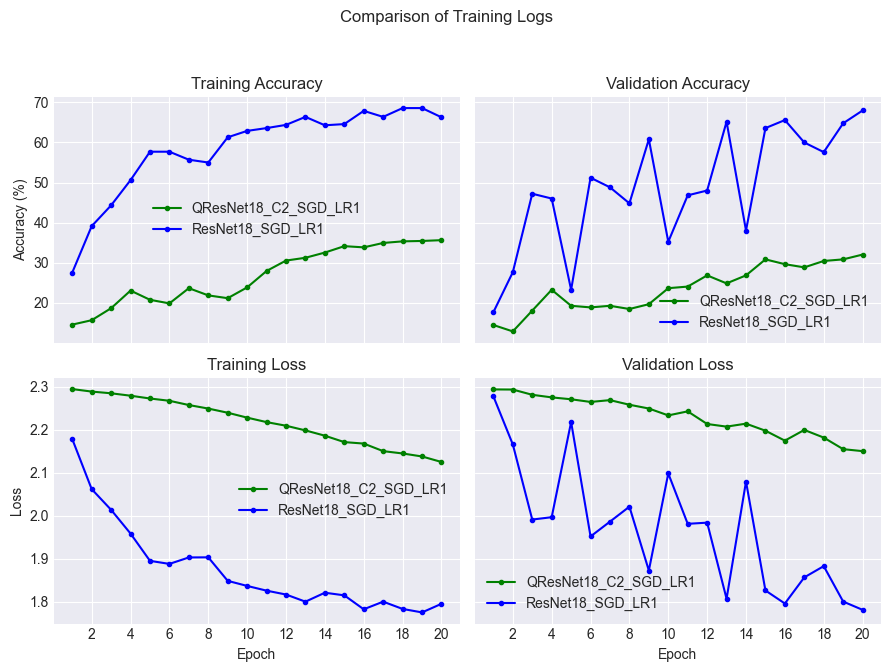 Comparison of Training Logs
Training Accuracy
Validation Accuracy
70
60
50
40
30
20
Accuracy (%)
QResNet18_C2_SGD_LR1
ResNet18_SGD_LR1
QResNet18_C2_SGD_LR1
ResNet18_SGD_LR1
Training Loss
Validation Loss
2.3
2.2
2.1
2.0
1.9
1.8
Loss
QResNet18_C2_SGD_LR1
ResNet18_SGD_LR1
QResNet18_C2_SGD_LR1
ResNet18_SGD_LR1
2 4 6 8 10 12 14 16 18 20
2 4 6 8 10 12 14 16 18 20
Epoch
Epoch